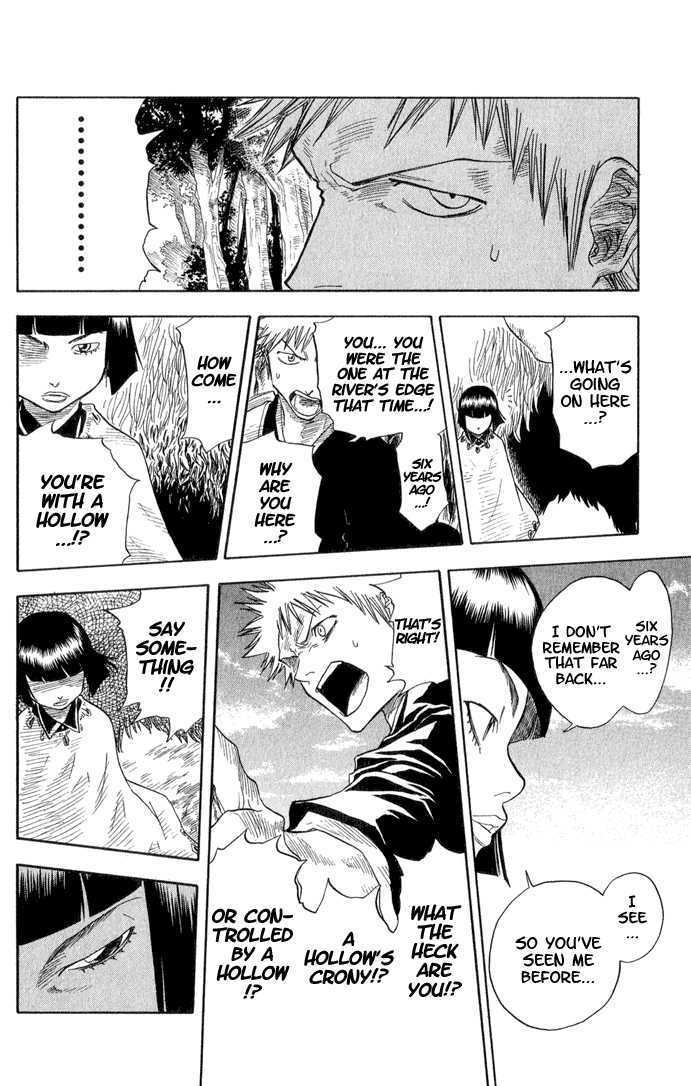 ...WHAT'S
GOING
ON HERE
...?
YOU... YOU
WERE THE
ONE AT THE
RIVER'S EDGE
THAT TIME...!
SIX
YEARS
AGO
...!
WHY
ARE
YOU
HERE
...?
HOW
COME
...
YOU'RE
WITH A
HOLLOW
...!?
SIX
YEARS
AGO
...?
I DON'T
REMEMBER
THAT FAR
BACK...
I
SEE
...
SO YOU'VE
SEEN ME
BEFORE...
THAT'S
RIGHT!
WHAT
THE
HECK
ARE
YOU!?
A
HOLLOW'S
CRONY!?
OR CON-
TROLLED
BY A
HOLLOW
!?
SAY
SOME-
THING
!!